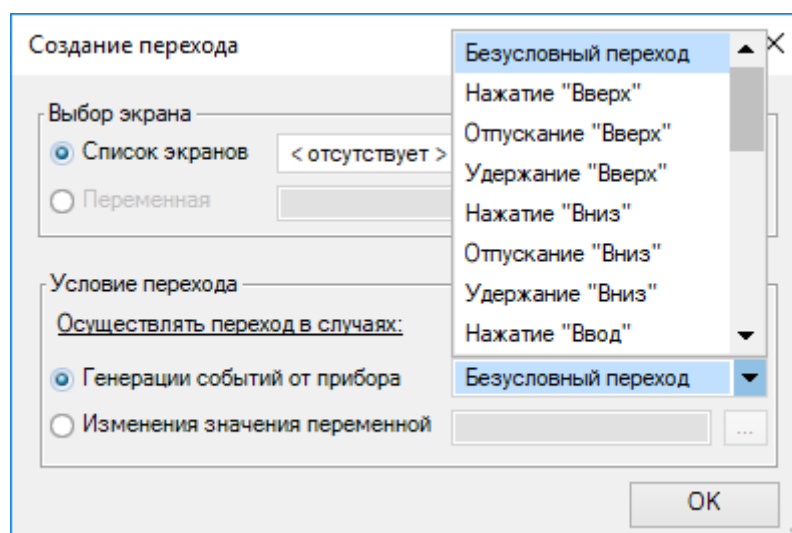 Создание перехода
Выбор экрана
Список экранов
< отсутствует >
Переменная
Безусловный переход
Нажатие "Вверх"
Отпускание "Вверх"
Удержание "Вверх"
Нажатие "Вниз"
Отпускание "Вниз"
Удержание "Вниз"
Нажатие "Ввод"
Условие перехода
Осуществлять переход в случаях:
Генерации событий от прибора
Безусловный переход
Изменения значения переменной
...
OK